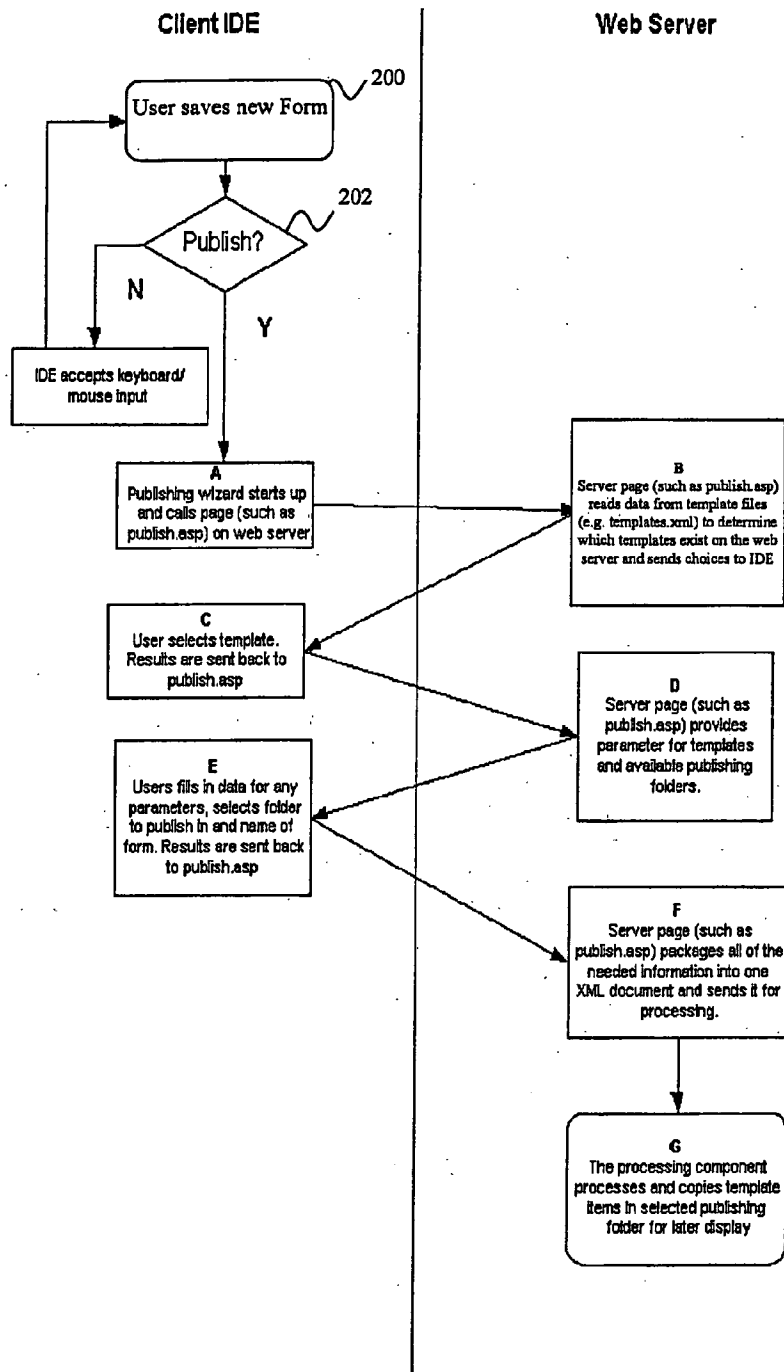 Client IDE
Web Server
200
User saves new Form
202
Publish?
N
Y
IDE accepts keyboard/
mouse input
A
Publishing wizard starts up
and calls page (such as
publish.asp) on web server
B
Server page (such as publish.asp)
reads data from template files
(e.g. templates.xml) to determine
which templates exist on the web
server and sends choices to IDE
C
User selects template.
Results are sent back to
publish.asp
D
Server page (such as
publish.asp) provides
parameter for templates
and available publishing
folders.
E
Users fills in data for any
parameters, selects folder
to publish in and name of
form. Results are sent back
to publish.asp
F
Server page (such as
publish.asp) packages all of the
needed information into one
XML document and sends it for
processing.
G
The processing component
processes and copies template
items in selected publishing
folder for later display